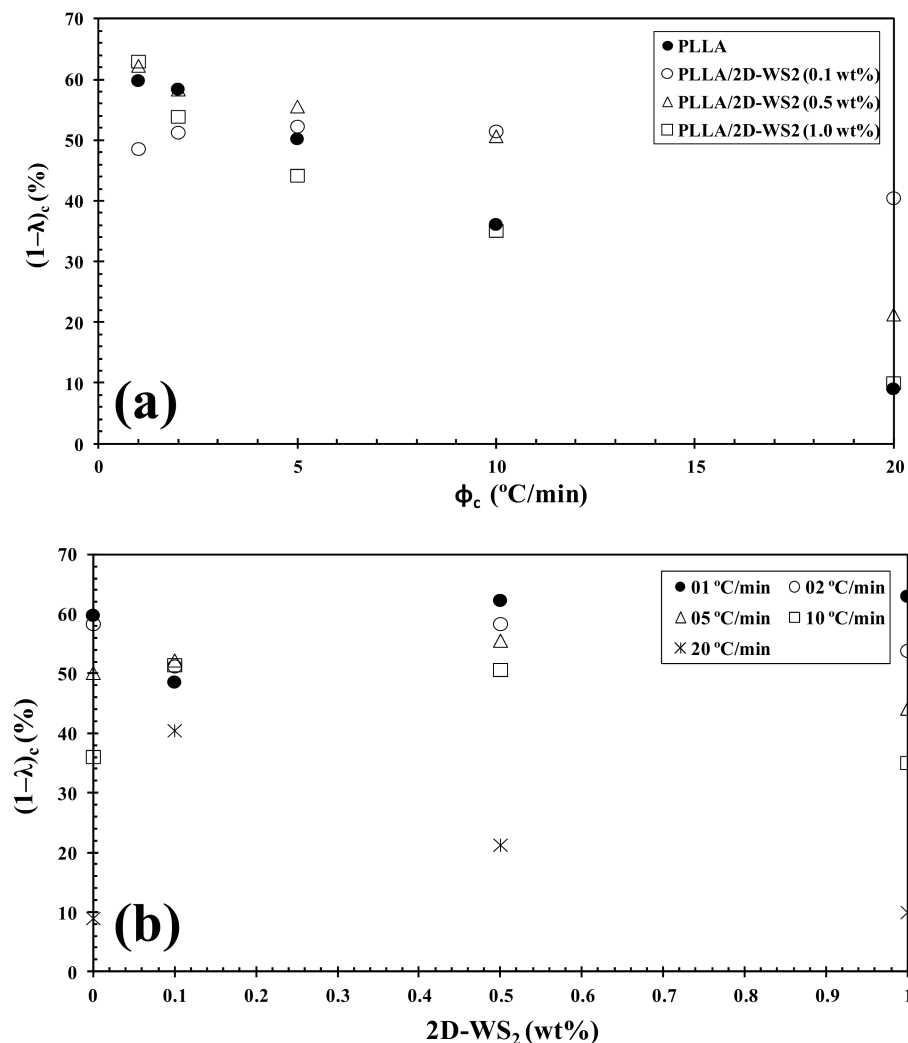 70
60
50
40
30
20
10
0
(1–λ)c (%)
● PLLA
○ PLLA/2D-WS2 (0.1 wt%)
△ PLLA/2D-WS2 (0.5 wt%)
□ PLLA/2D-WS2 (1.0 wt%)
(a)
0 5 10 15 20
ϕc (ºC/min)
70
60
50
40
30
20
10
0
(1–λ)c (%)
● 01 ºC/min ○ 02 ºC/min
△ 05 ºC/min □ 10 ºC/min
✳ 20 ºC/min
(b)
0 0.1 0.2 0.3 0.4 0.5 0.6 0.7 0.8 0.9 1
2D-WS2 (wt%)